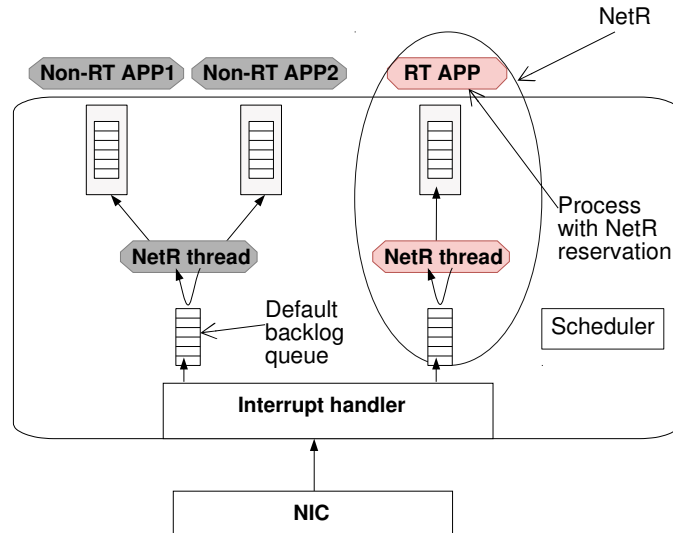 NetR
Non-RT APP1
Non-RT APP2
RT APP
Process
with NetR
reservation
NetR thread
NetR thread
Default
backlog
queue
Scheduler
Interrupt handler
NIC